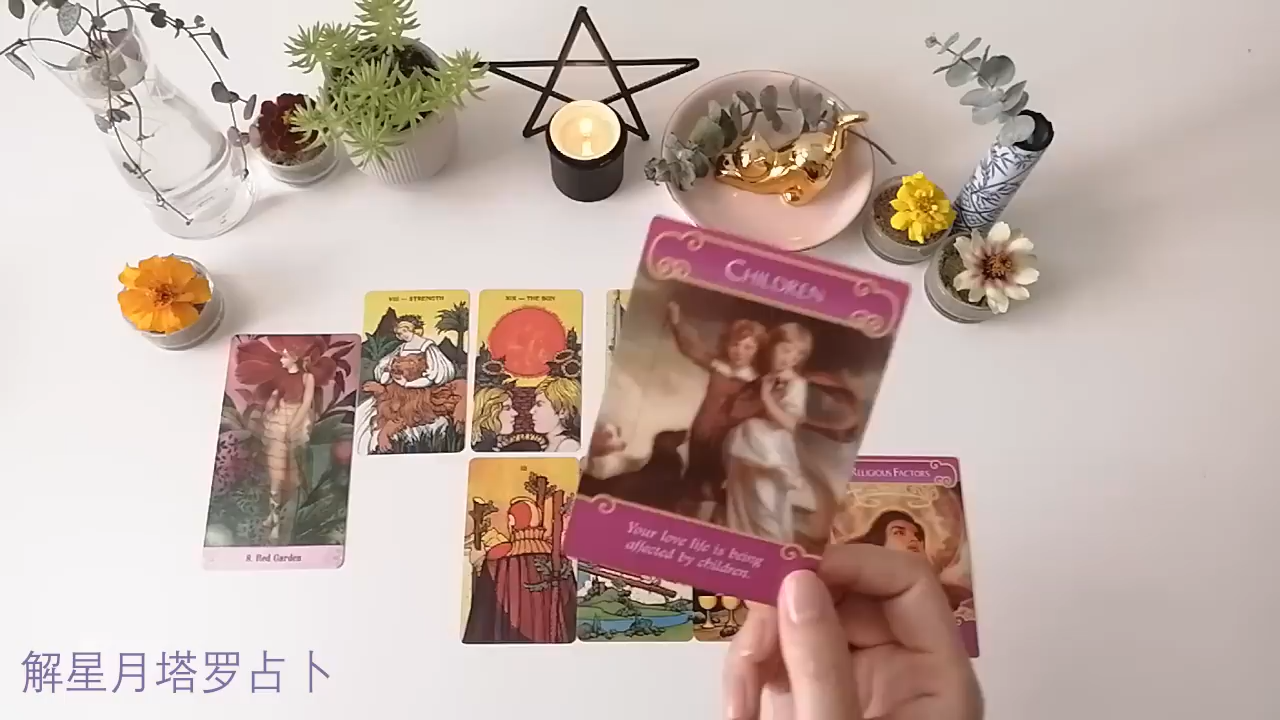 CHILDREN
VIII — STRENGTH
XIX — THE SUN
RELIGIOUS FACTORS
III
Your love life is being
affected by children.
8. Red Garden
解星月塔罗占卜